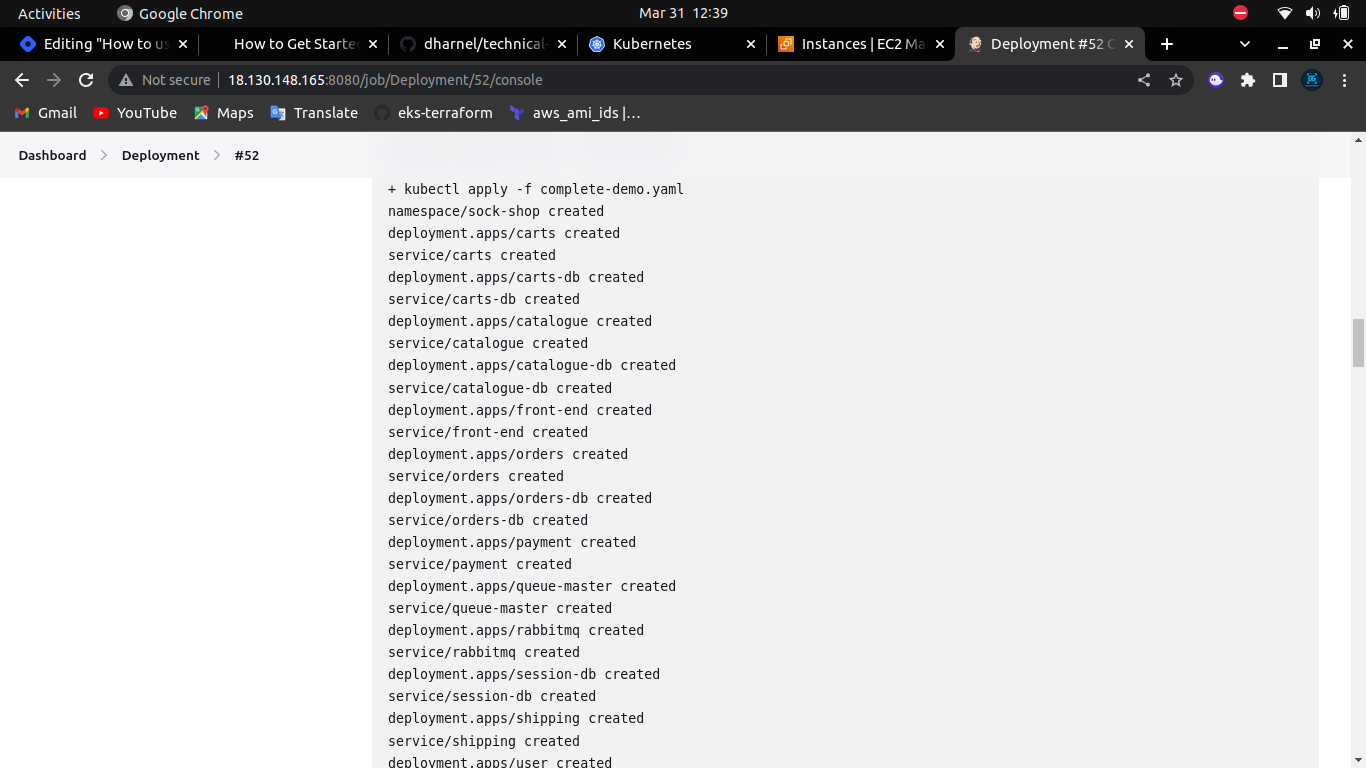 Activities Google Chrome Mar 31 12:39
Editing "How to us How to Get Starte dharnel/technical- Kubernetes Instances | EC2 Ma Deployment #52 C
Not secure 18.130.148.165:8080/job/Deployment/52/console
Gmail YouTube Maps Translate eks-terraform aws_ami_ids |...
Dashboard Deployment #52
+ kubectl apply -f complete-demo.yaml
namespace/sock-shop created
deployment.apps/carts created
service/carts created
deployment.apps/carts-db created
service/carts-db created
deployment.apps/catalogue created
service/catalogue created
deployment.apps/catalogue-db created
service/catalogue-db created
deployment.apps/front-end created
service/front-end created
deployment.apps/orders created
service/orders created
deployment.apps/orders-db created
service/orders-db created
deployment.apps/payment created
service/payment created
deployment.apps/queue-master created
service/queue-master created
deployment.apps/rabbitmq created
service/rabbitmq created
deployment.apps/session-db created
service/session-db created
deployment.apps/shipping created
service/shipping created
deployment.apps/user created